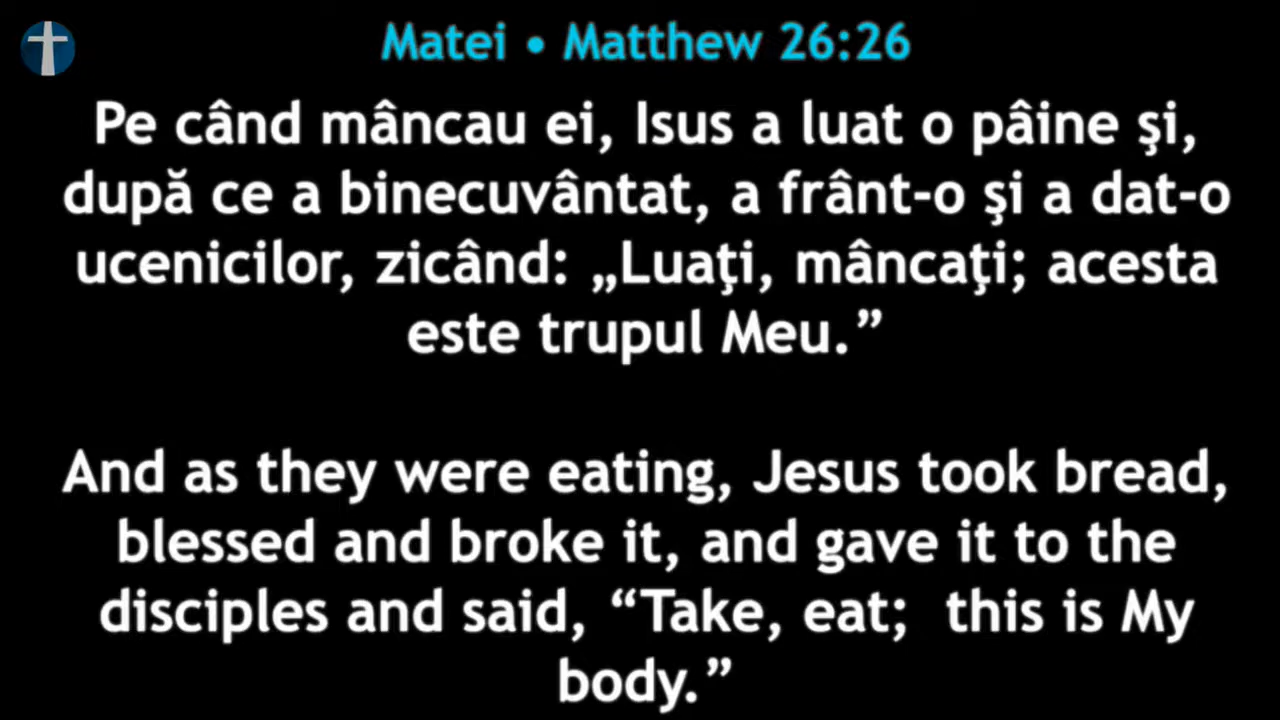 Matei • Matthew 26:26
Pe când mâncau ei, Isus a luat o pâine şi,
după ce a binecuvântat, a frânt-o şi a dat-o
ucenicilor, zicând: „Luaţi, mâncaţi; acesta
este trupul Meu.”
And as they were eating, Jesus took bread,
blessed and broke it, and gave it to the
disciples and said, “Take, eat;  this is My
body.”